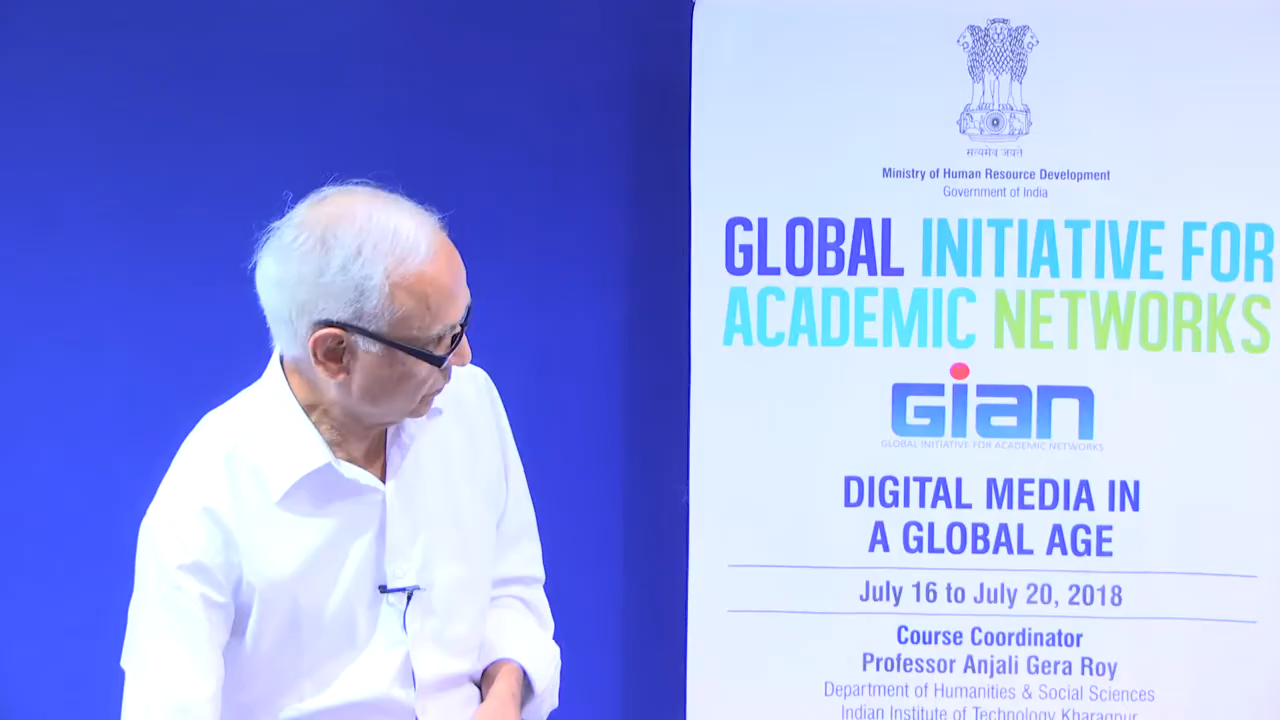 सत्यमेव जयते
Ministry of Human Resource Development
Government of India
GLOBAL INITIATIVE FOR
ACADEMIC NETWORKS
GIAN
GLOBAL INITIATIVE FOR ACADEMIC NETWORKS
DIGITAL MEDIA IN
A GLOBAL AGE
July 16 to July 20, 2018
Course Coordinator
Professor Anjali Gera Roy
Department of Humanities & Social Sciences
Indian Institute of Technology Kharagpur